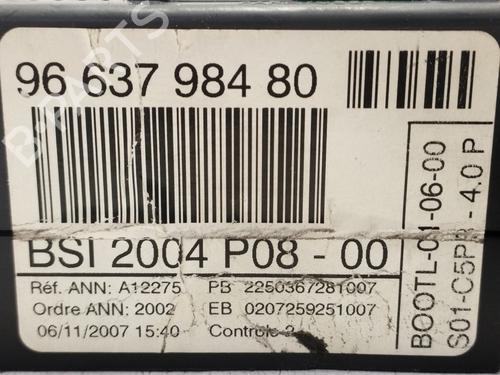 96 637 984 80
BSI 2004 P08 - 00
Réf. ANN: A12275 PB 2250367281007
Ordre ANN: 2002 EB 0207259251007
06/11/2007 15:40 Controle 2
BOOTL-01-06-00
S01-C5PR - 4.0 P
B-PARTS